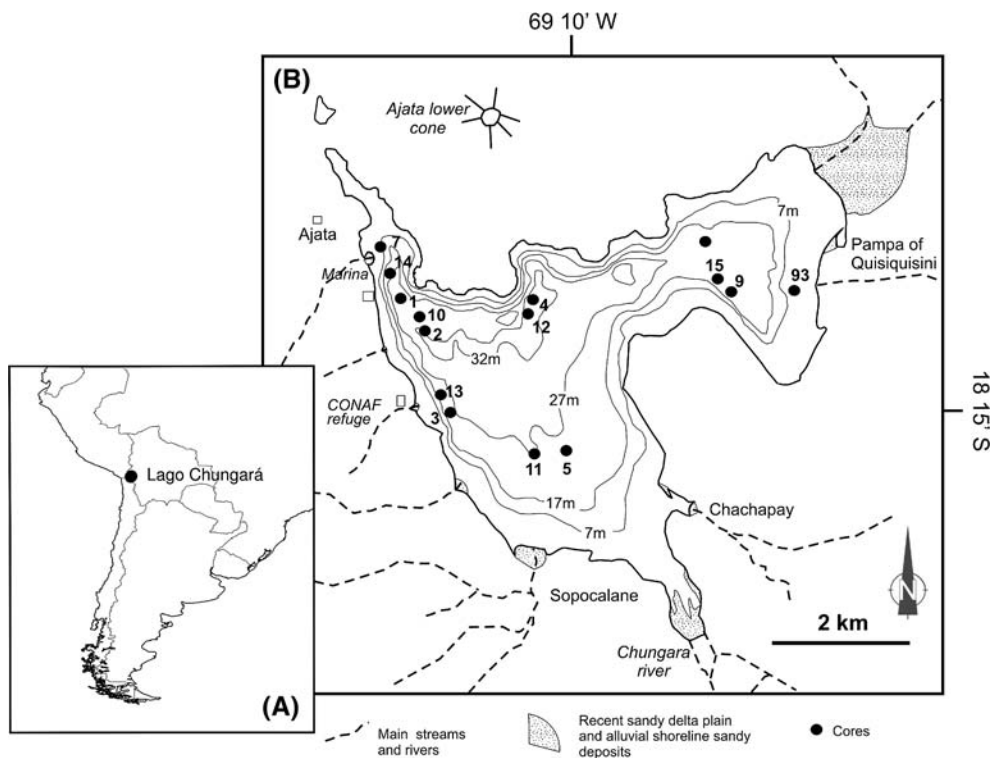 69 10' W
(B)
Ajata lower
cone
7m
Ajata
7
Pampa of
Quisiquisini
Marina
14
15
9
93
1
4
10
12
2
32m
18 15' S
13
27m
CONAF
refuge
3
Lago Chungará
11
5
17m
Chachapay
7m
N
Sopocalane
2 km
Chungara
river
(A)
Main streams
and rivers
Recent sandy delta plain
and alluvial shoreline sandy
deposits
Cores